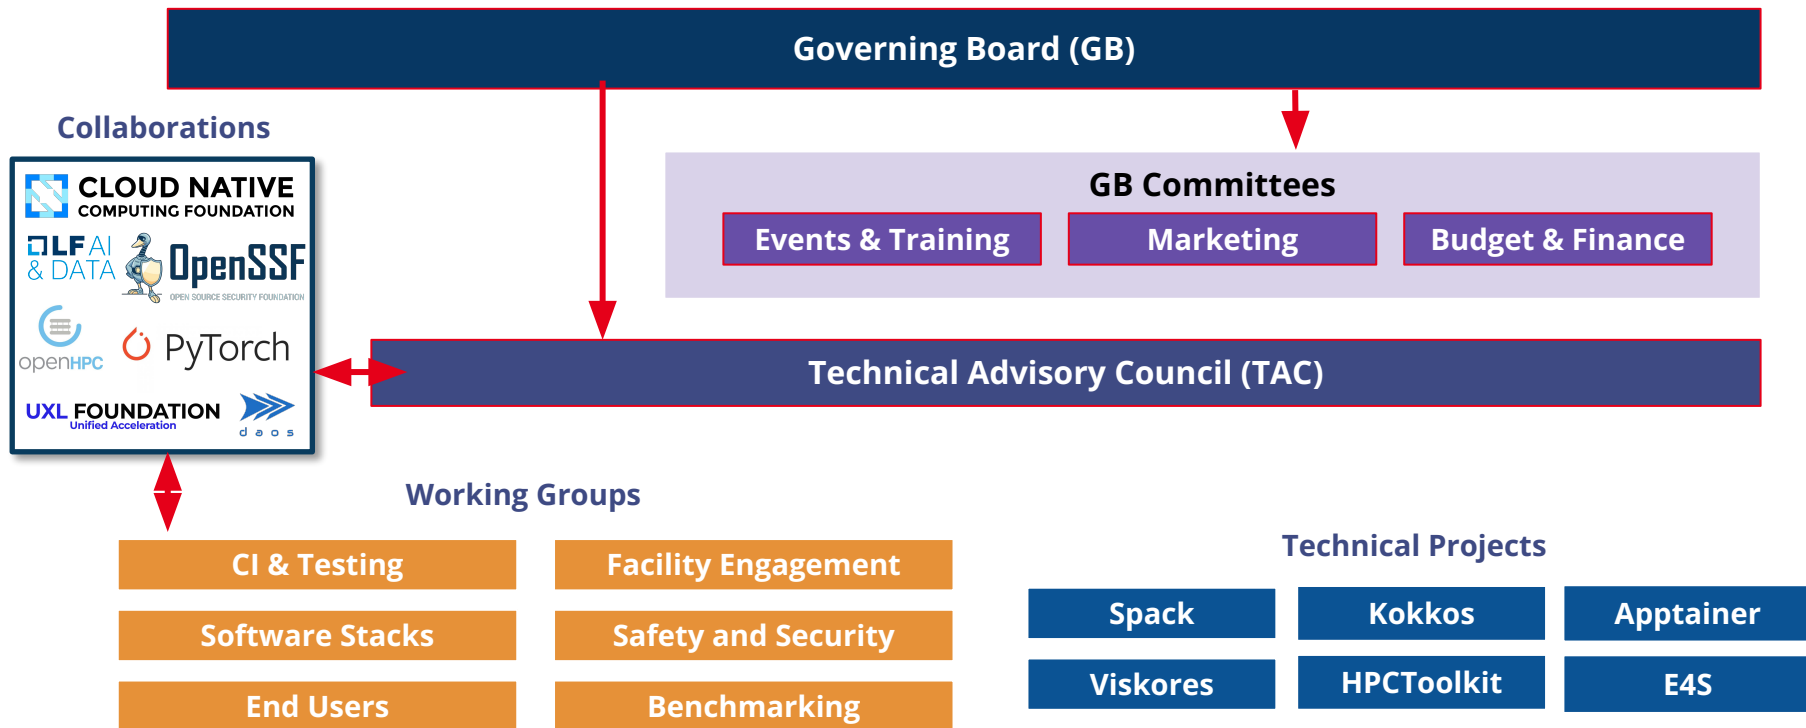 Governing Board (GB)
Collaborations
CLOUD NATIVE
COMPUTING FOUNDATION
LF AI
& DATA
OpenSSF
OPEN SOURCE SECURITY FOUNDATION
openHPC
PyTorch
UXL FOUNDATION
Unified Acceleration
daos
GB Committees
Events & Training
Marketing
Budget & Finance
Technical Advisory Council (TAC)
Working Groups
CI & Testing
Facility Engagement
Software Stacks
Safety and Security
End Users
Benchmarking
Technical Projects
Spack
Kokkos
Apptainer
Viskores
HPCToolkit
E4S